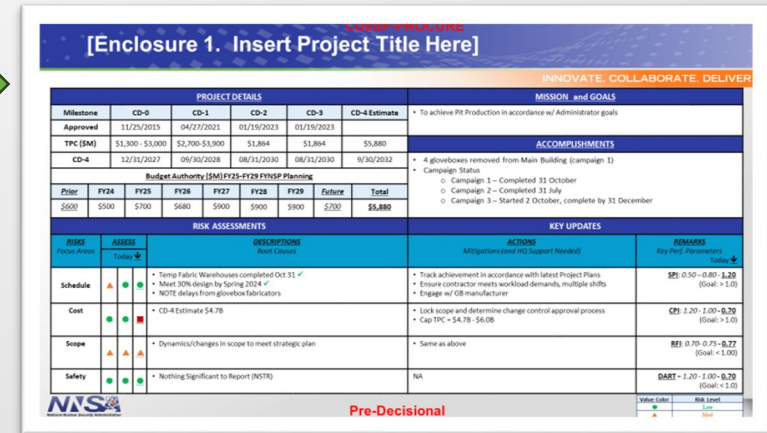 [Enclosure 1. Insert Project Title Here]
INNOVATE. COLLABORATE. DELIVER
PROJECT DETAILS
Milestone CD-0 CD-1 CD-2 CD-3 CD-4 Estimate
Approved 11/25/2015 04/27/2021 01/19/2023 01/19/2023
TPC ($M) $1,300 - $3,000 $2,700-$3,900 $1,864 $1,864 $5,880
CD-4 12/31/2027 09/30/2028 08/31/2030 08/31/2030 9/30/2032
Budget Authority ($M) FY25-FY29 FYNSP Planning
Prior FY24 FY25 FY26 FY27 FY28 FY29 Future Total
$600 $500 $700 $680 $900 $900 $900 $700 $5,880
MISSION and GOALS
• To achieve Pit Production in accordance w/ Administrator goals
ACCOMPLISHMENTS
• 4 gloveboxes removed from Main Building (campaign 1)
• Campaign Status
o Campaign 1 – Completed 31 October
o Campaign 2 – Completed 31 July
o Campaign 3 – Started 2 October, complete by 31 December
RISK ASSESSMENTS
KEY UPDATES
RISKS
Focus Areas
ASSESS
Today
DESCRIPTIONS
Root Causes
ACTIONS
Mitigations (and HQ Support Needed)
REMARKS
Key Perf. Parameters
Today
Schedule
• Temp Fabric Warehouses completed Oct 31 ✓
• Meet 30% design by Spring 2024 ✓
• NOTE delays from glovebox fabricators
• Track achievement in accordance with latest Project Plans
• Ensure contractor meets workload demands, multiple shifts
• Engage w/ GB manufacturer
SPI: 0.50 – 0.80 - 1.20
(Goal: > 1.0)
Cost
• CD-4 Estimate $4.7B
• Lock scope and determine change control approval process
• Cap TPC = $4.7B - $6.0B
CPI: 1.20 - 1.00 - 0.70
(Goal: > 1.0)
Scope
• Dynamics/changes in scope to meet strategic plan
• Same as above
RFI: 0.70- 0.75 - 0.77
(Goal: < 1.00)
Safety
• Nothing Significant to Report (NSTR)
NA
DART – 1.20 - 1.00 - 0.70
(Goal: < 1.0)
NNSA
National Nuclear Security Administration
Pre-Decisional
Value Color Risk Level
Low